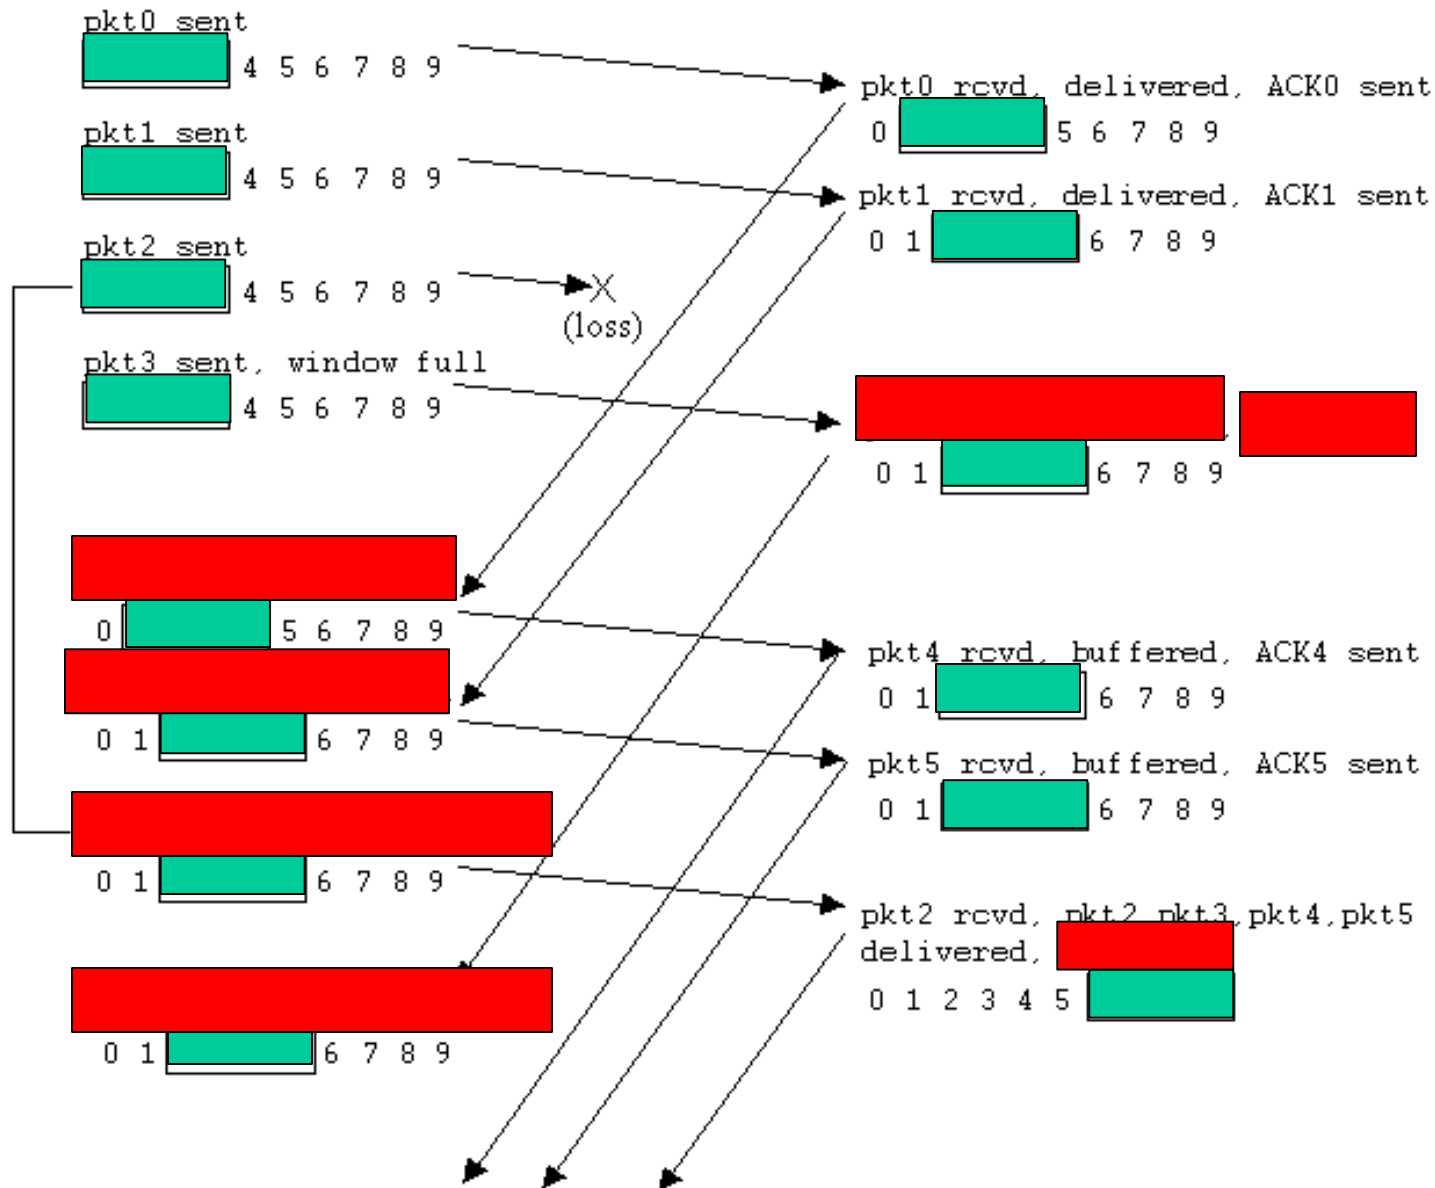 pkt0 sent
4 5 6 7 8 9
pkt1 sent
4 5 6 7 8 9
pkt2 sent
4 5 6 7 8 9
pkt3 sent, window full
4 5 6 7 8 9
0 5 6 7 8 9
0 1 6 7 8 9
0 1 6 7 8 9
0 1 6 7 8 9
X
(loss)
pkt0 rcvd, delivered, ACK0 sent
0 5 6 7 8 9
pkt1 rcvd, delivered, ACK1 sent
0 1 6 7 8 9
0 1 6 7 8 9
pkt4 rcvd, buffered, ACK4 sent
0 1 6 7 8 9
pkt5 rcvd, buffered, ACK5 sent
0 1 6 7 8 9
pkt2 rcvd, pkt2,pkt3,pkt4,pkt5
delivered,
0 1 2 3 4 5